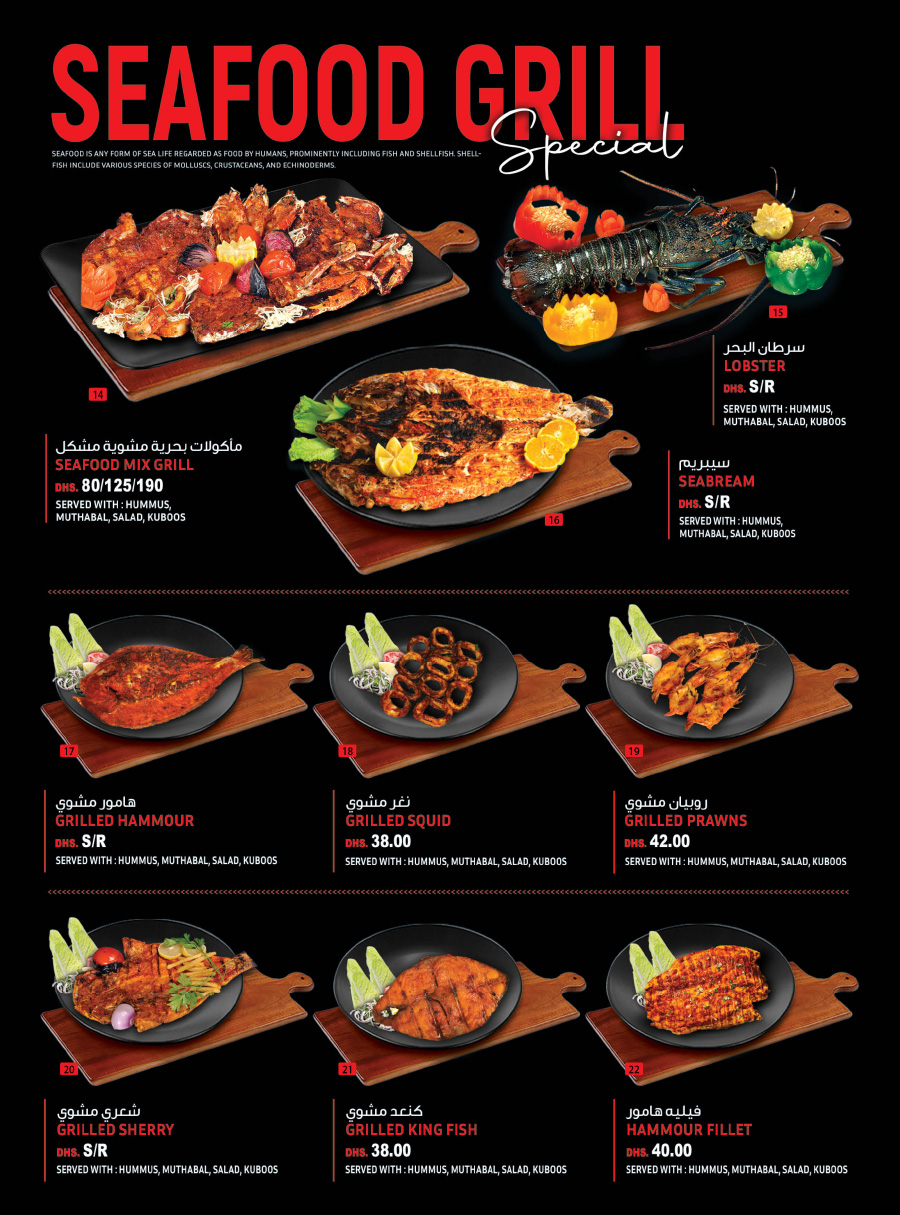 SEAFOOD GRILL
Special
SEAFOOD IS ANY FORM OF SEA LIFE REGARDED AS FOOD BY HUMANS, PROMINENTLY INCLUDING FISH AND SHELLFISH. SHELL-
FISH INCLUDE VARIOUS SPECIES OF MOLLUSCS, CRUSTACEANS, AND ECHINODERMS.
14
مأكولات بحرية مشوية مشكل
SEAFOOD MIX GRILL
DHS. 80/125/190
SERVED WITH : HUMMUS,
MUTHABAL, SALAD, KUBOOS
15
سرطان البحر
LOBSTER
DHS. S/R
SERVED WITH : HUMMUS,
MUTHABAL, SALAD, KUBOOS
16
سيبريم
SEABREAM
DHS. S/R
SERVED WITH : HUMMUS,
MUTHABAL, SALAD, KUBOOS
17
هامور مشوي
GRILLED HAMMOUR
DHS. S/R
SERVED WITH : HUMMUS, MUTHABAL, SALAD, KUBOOS
18
نغر مشوي
GRILLED SQUID
DHS. 38.00
SERVED WITH : HUMMUS, MUTHABAL, SALAD, KUBOOS
19
روبيان مشوي
GRILLED PRAWNS
DHS. 42.00
SERVED WITH : HUMMUS, MUTHABAL, SALAD, KUBOOS
20
شعري مشوي
GRILLED SHERRY
DHS. S/R
SERVED WITH : HUMMUS, MUTHABAL, SALAD, KUBOOS
21
كنعد مشوي
GRILLED KING FISH
DHS. 38.00
SERVED WITH : HUMMUS, MUTHABAL, SALAD, KUBOOS
22
فيليه هامور
HAMMOUR FILLET
DHS. 40.00
SERVED WITH : HUMMUS, MUTHABAL, SALAD, KUBOOS